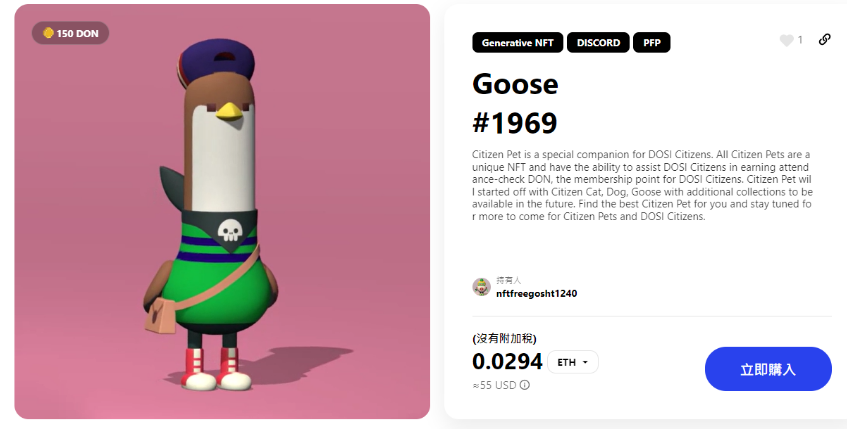 150 DON
Generative NFT
DISCORD
PFP
1
Goose
#1969
Citizen Pet is a special companion for DOSI Citizens. All Citizen Pets are a
unique NFT and have the ability to assist DOSI Citizens in earning attend
ance-check DON, the membership point for DOSI Citizens. Citizen Pet wil
l started off with Citizen Cat, Dog, Goose with additional collections to be
available in the future. Find the best Citizen Pet for you and stay tuned fo
r more to come for Citizen Pets and DOSI Citizens.
持有人
nftfreegosht1240
(沒有附加稅)
0.0294 ETH
≈55 USD
立即購入